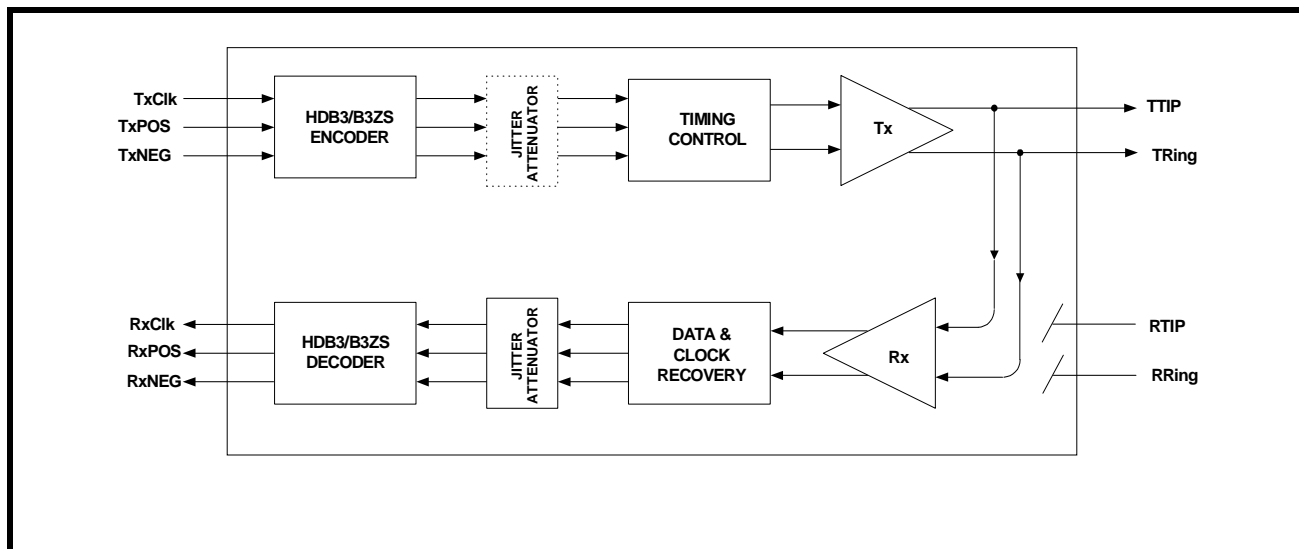 TxClk
TxPOS
TxNEG
HDB3/B3ZS
ENCODER
JITTER
ATTENUATOR
TIMING
CONTROL
Tx
TTIP
TRing
RxClk
RxPOS
RxNEG
HDB3/B3ZS
DECODER
JITTER
ATTENUATOR
DATA &
CLOCK
RECOVERY
Rx
RTIP
RRing